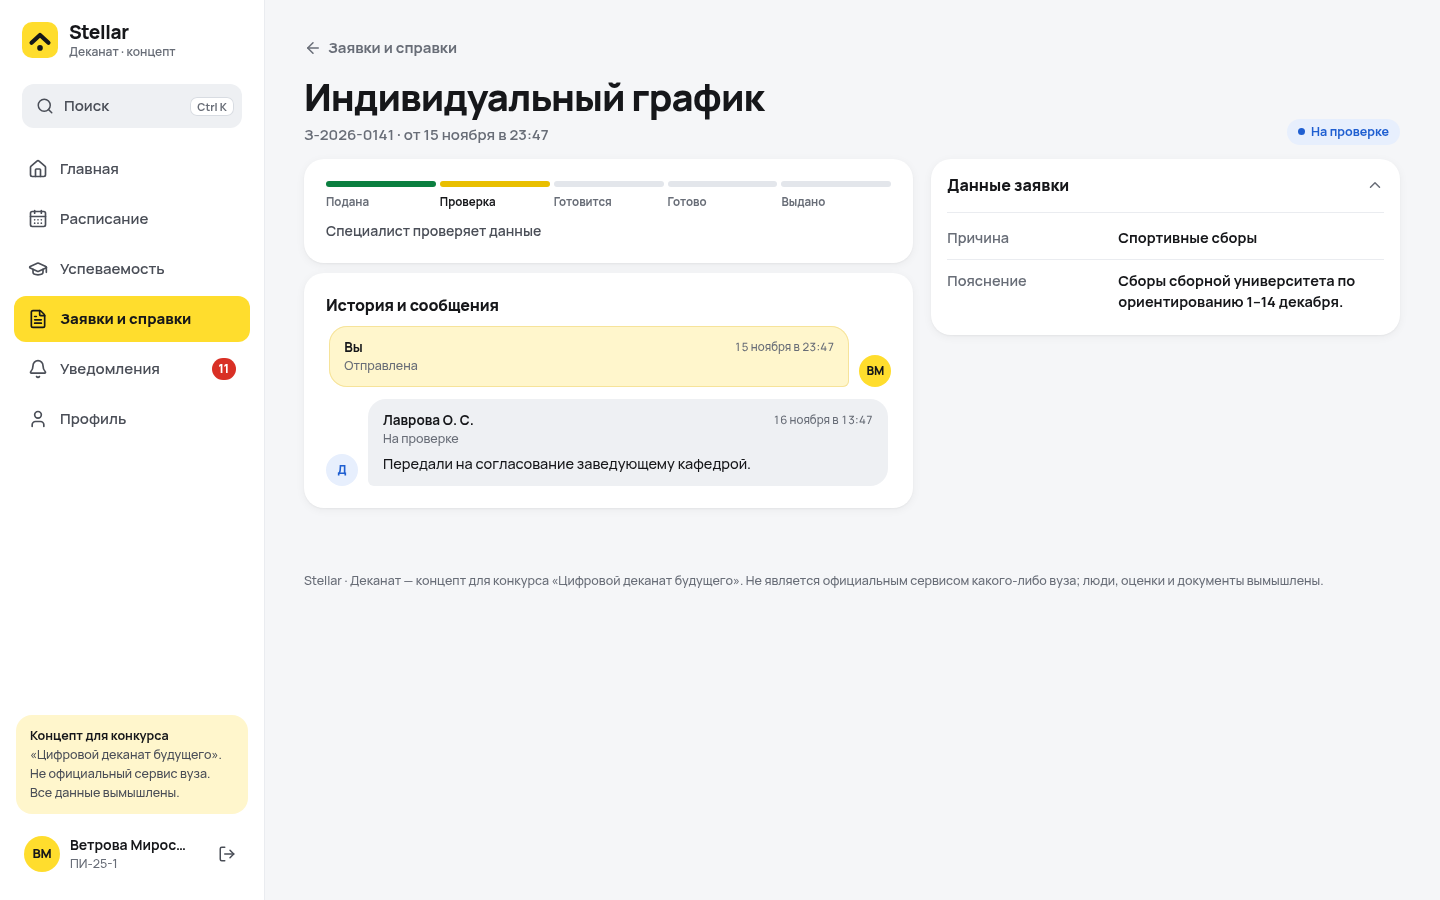 Stellar
Деканат · концепт
Поиск
Ctrl K
Главная
Расписание
Успеваемость
Заявки и справки
Уведомления
11
Профиль
Концепт для конкурса
«Цифровой деканат будущего».
Не официальный сервис вуза.
Все данные вымышлены.
ВМ
Ветрова Мирос...
ПИ-25-1
Заявки и справки
Индивидуальный график
З-2026-0141 · от 15 ноября в 23:47
На проверке
Подана
Проверка
Готовится
Готово
Выдано
Специалист проверяет данные
История и сообщения
Вы
15 ноября в 23:47
Отправлена
ВМ
Лаврова О. С.
16 ноября в 13:47
На проверке
Передали на согласование заведующему кафедрой.
Д
Данные заявки
Причина
Спортивные сборы
Пояснение
Сборы сборной университета по
ориентированию 1–14 декабря.
Stellar · Деканат — концепт для конкурса «Цифровой деканат будущего». Не является официальным сервисом какого-либо вуза; люди, оценки и документы вымышлены.